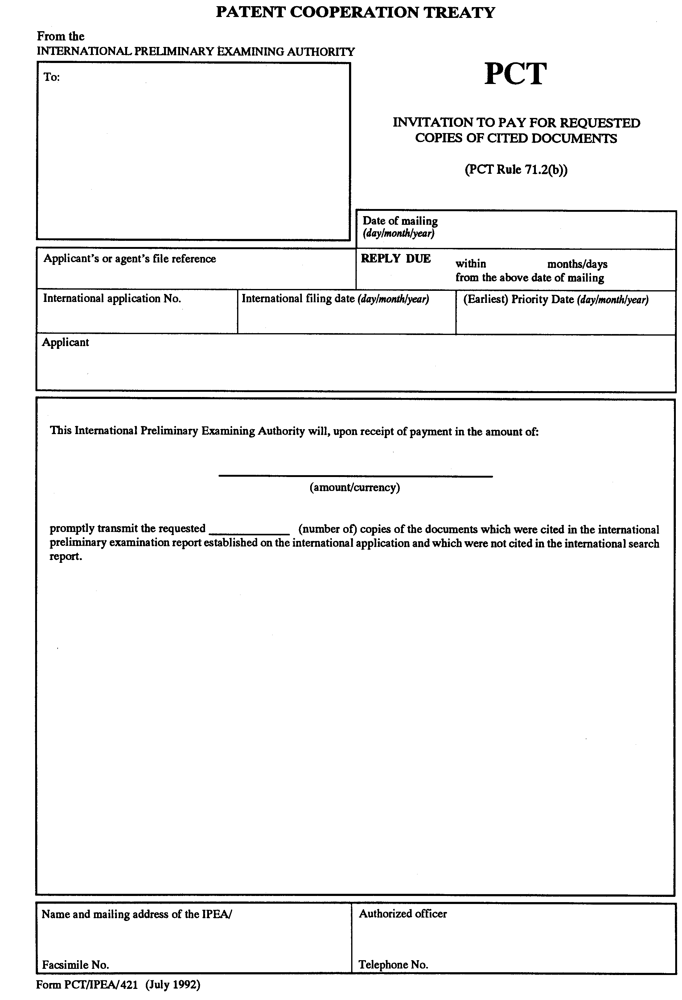 PATENT COOPERATION TREATY
From the
INTERNATIONAL PRELIMINARY EXAMINING AUTHORITY
To:
PCT
INVITATION TO PAY FOR REQUESTED
COPIES OF CITED DOCUMENTS
(PCT Rule 71.2(b))
Date of mailing
(day/month/year)
Applicant's or agent's file reference
REPLY DUE within months/days
from the above date of mailing
International application No.
International filing date (day/month/year)
(Earliest) Priority Date (day/month/year)
Applicant
This International Preliminary Examining Authority will, upon receipt of payment in the amount of:
(amount/currency)
promptly transmit the requested ____________ (number of) copies of the documents which were cited in the international
preliminary examination report established on the international application and which were not cited in the international search
report.
Name and mailing address of the IPEA/
Facsimile No.
Authorized officer
Telephone No.
Form PCT/IPEA/421 (July 1992)